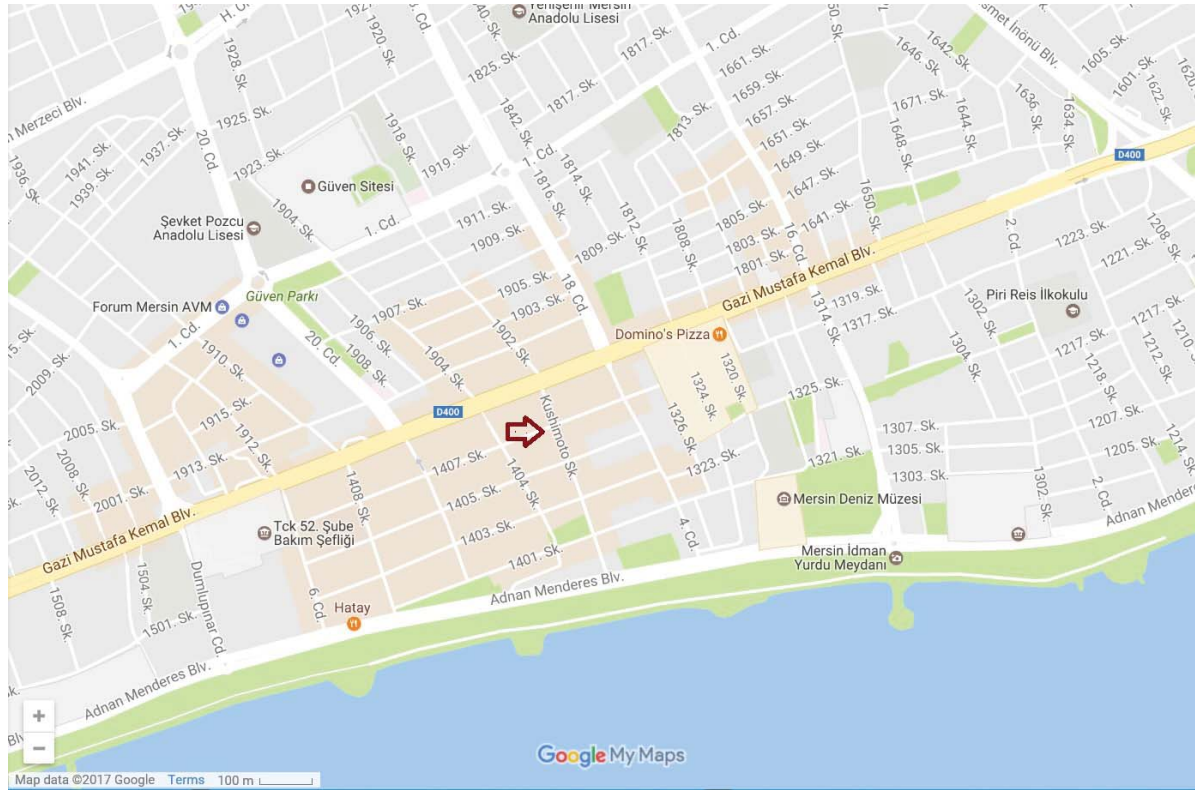 Yenişehir Mersin
Anadolu Lisesi
1928. Sk.
1920. Sk.
1825. Sk.
1817. Sk.
1817. Sk.
1. Cd.
1661. Sk.
1659. Sk.
1657. Sk.
1651. Sk.
1649. Sk.
1647. Sk.
1646. Sk.
1642. Sk.
İsmet İnönü Blv.
1605. Sk.
1601. Sk.
1622. Sk.
1636. Sk.
1634. Sk.
1671. Sk.
1644. Sk.
1648. Sk.
1650. Sk.
Merzeci Blv.
1925. Sk.
1918. Sk.
1842. Sk.
1813. Sk.
1936. Sk.
1941. Sk.
1939. Sk.
1937. Sk.
20. Cd.
1923. Sk.
1919. Sk.
1. Cd.
1814. Sk.
1816. Sk.
D400
Güven Sitesi
1904. Sk.
Şevket Pozcu
Anadolu Lisesi
1. Cd.
1911. Sk.
1909. Sk.
1812. Sk.
1809. Sk.
1808. Sk.
1805. Sk.
1803. Sk.
1801. Sk.
1641. Sk.
16. Cd.
2. Cd.
1223. Sk.
1208. Sk.
1221. Sk.
Gazi Mustafa Kemal Blv.
Forum Mersin AVM
Güven Parkı
1905. Sk.
1903. Sk.
1902. Sk.
1907. Sk.
1906. Sk.
1908. Sk.
1904. Sk.
18. Cd.
Domino's Pizza
1319. Sk.
1317. Sk.
1314. Sk.
1302. Sk.
1304. Sk.
Piri Reis İlkokulu
1217. Sk.
1217. Sk.
1210.
1212. Sk.
1218. Sk.
1. Cd.
1910. Sk.
20. Cd.
2009. Sk.
1915. Sk.
1912. Sk.
1913. Sk.
2005. Sk.
2008. Sk.
2012. Sk.
2001. Sk.
D400
Kushimoto Sk.
1320. Sk.
1324. Sk.
1326. Sk.
1325. Sk.
1323. Sk.
1321. Sk.
1307. Sk.
1305. Sk.
1303. Sk.
1302. Sk.
1207. Sk.
1205. Sk.
1214. Sk.
2. Cd.
1407. Sk.
1408. Sk.
1405. Sk.
1404. Sk.
1403. Sk.
1401. Sk.
4. Cd.
Mersin Deniz Müzesi
Mersin İdman
Yurdu Meydanı
Adnan Menderes
Gazi Mustafa Kemal Blv.
Tck 52. Şube
Bakım Şefliği
1508. Sk.
1504. Sk.
1501. Sk.
Dumlupınar Cd.
6. Cd.
Hatay
Adnan Menderes Blv.
Adnan Menderes Blv.
+
−
Google My Maps
Map data ©2017 Google Terms 100 m